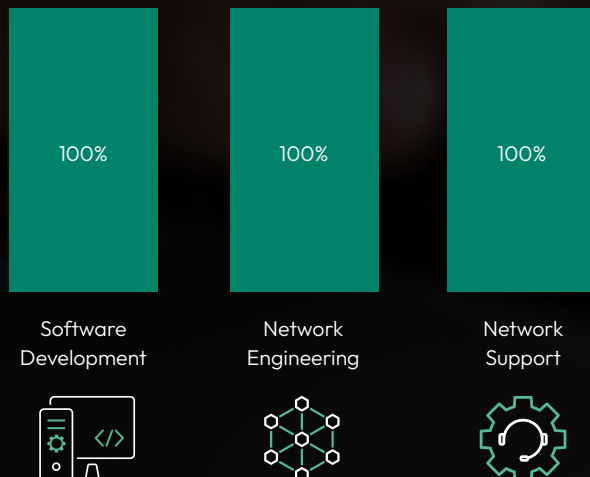 100%
100%
100%
Software
Development
Network
Engineering
Network
Support
</>